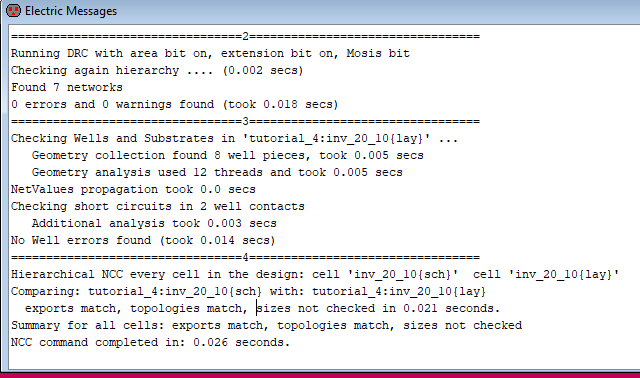 Electric Messages
=================================2=================================
Running DRC with area bit on, extension bit on, Mosis bit
Checking again hierarchy .... (0.002 secs)
Found 7 networks
0 errors and 0 warnings found (took 0.018 secs)
=================================3=================================
Checking Wells and Substrates in 'tutorial_4:inv_20_10{lay}' ...
   Geometry collection found 8 well pieces, took 0.005 secs
   Geometry analysis used 12 threads and took 0.005 secs
NetValues propagation took 0.0 secs
Checking short circuits in 2 well contacts
   Additional analysis took 0.003 secs
No Well errors found (took 0.014 secs)
=================================4=================================
Hierarchical NCC every cell in the design: cell 'inv_20_10{sch}'  cell 'inv_20_10{lay}'
Comparing: tutorial_4:inv_20_10{sch} with: tutorial_4:inv_20_10{lay}
  exports match, topologies match, sizes not checked in 0.021 seconds.
Summary for all cells: exports match, topologies match, sizes not checked
NCC command completed in: 0.026 seconds.